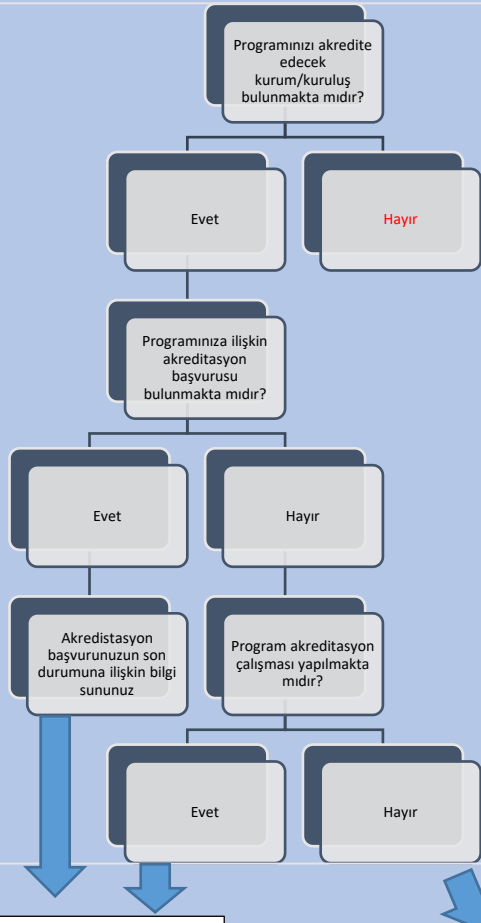 Programınızı akredite
edecek
kurum/kuruluş
bulunmakta mıdır?
Evet
Hayır
Programınıza ilişkin
akreditasyon
başvurusu
bulunmakta mıdır?
Evet
Hayır
Akredistasyon
başvurunuzun son
durumuna ilişkin bilgi
sununuz
Program akreditasyon
çalışması yapılmakta
mıdır?
Evet
Hayır